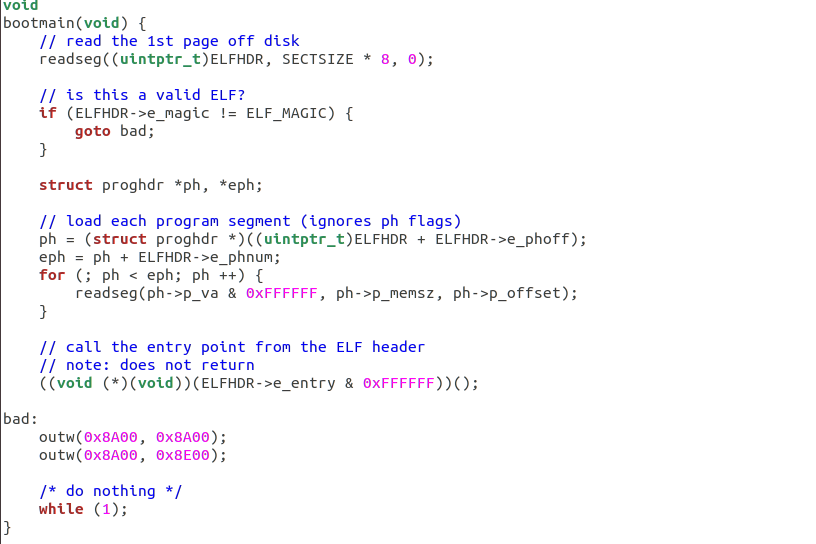 void
bootmain(void) {
    // read the 1st page off disk
    readseg((uintptr_t)ELFHDR, SECTSIZE * 8, 0);

    // is this a valid ELF?
    if (ELFHDR->e_magic != ELF_MAGIC) {
        goto bad;
    }

    struct proghdr *ph, *eph;

    // load each program segment (ignores ph flags)
    ph = (struct proghdr *)((uintptr_t)ELFHDR + ELFHDR->e_phoff);
    eph = ph + ELFHDR->e_phnum;
    for (; ph < eph; ph ++) {
        readseg(ph->p_va & 0xFFFFFF, ph->p_memsz, ph->p_offset);
    }

    // call the entry point from the ELF header
    // note: does not return
    ((void (*)(void))(ELFHDR->e_entry & 0xFFFFFF))();

bad:
    outw(0x8A00, 0x8A00);
    outw(0x8A00, 0x8E00);

    /* do nothing */
    while (1);
}